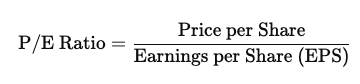 P/E Ratio = Price per Share / Earnings per Share (EPS)